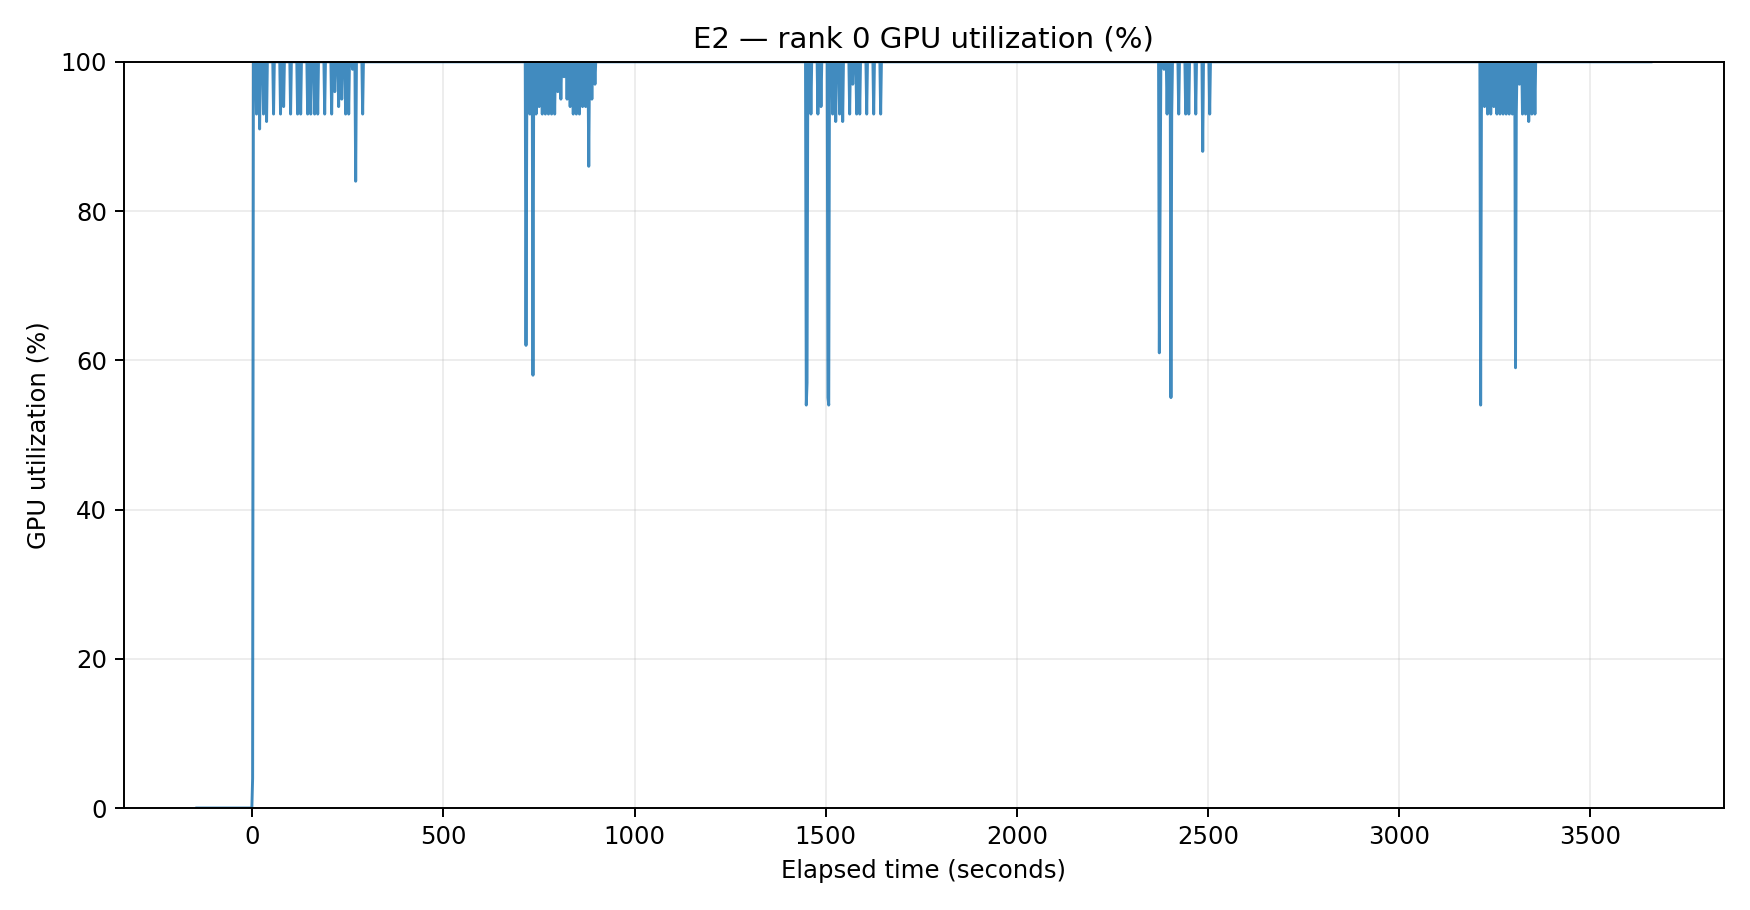 E2 — rank 0 GPU utilization (%)
GPU utilization (%)
100
80
60
40
20
0
0 500 1000 1500 2000 2500 3000 3500
Elapsed time (seconds)